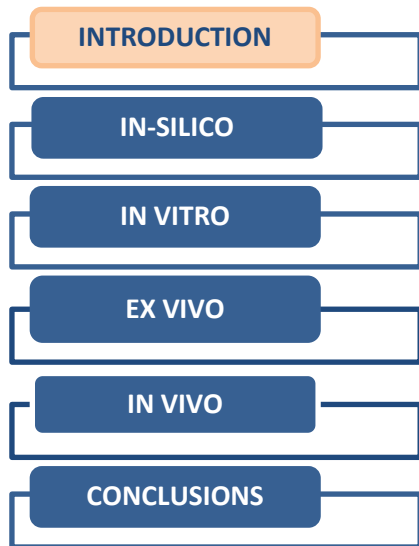 INTRODUCTION
IN-SILICO
IN VITRO
EX VIVO
IN VIVO
CONCLUSIONS